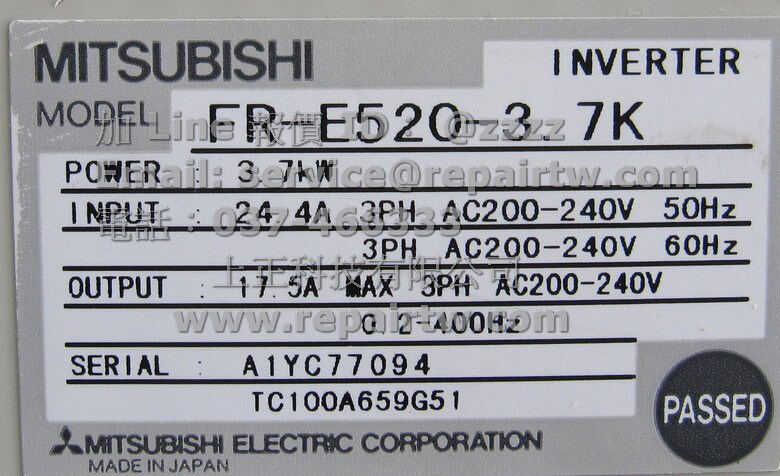 MITSUBISHI
INVERTER
MODEL FR-E520-3.7K
加 Line 報價 ID： @zzzz
POWER : 3.7kW
Email: service@repairtw.com
INPUT : 24.4A 3PH AC200-240V 50Hz
電話： 037-466333
3PH AC200-240V 60Hz
上正科技有限公司
OUTPUT : 17.5A MAX 3PH AC200-240V
www.repairtw.com
0.2-400Hz
SERIAL : A1YC77094
TC100A659G51
PASSED
MITSUBISHI ELECTRIC CORPORATION
MADE IN JAPAN